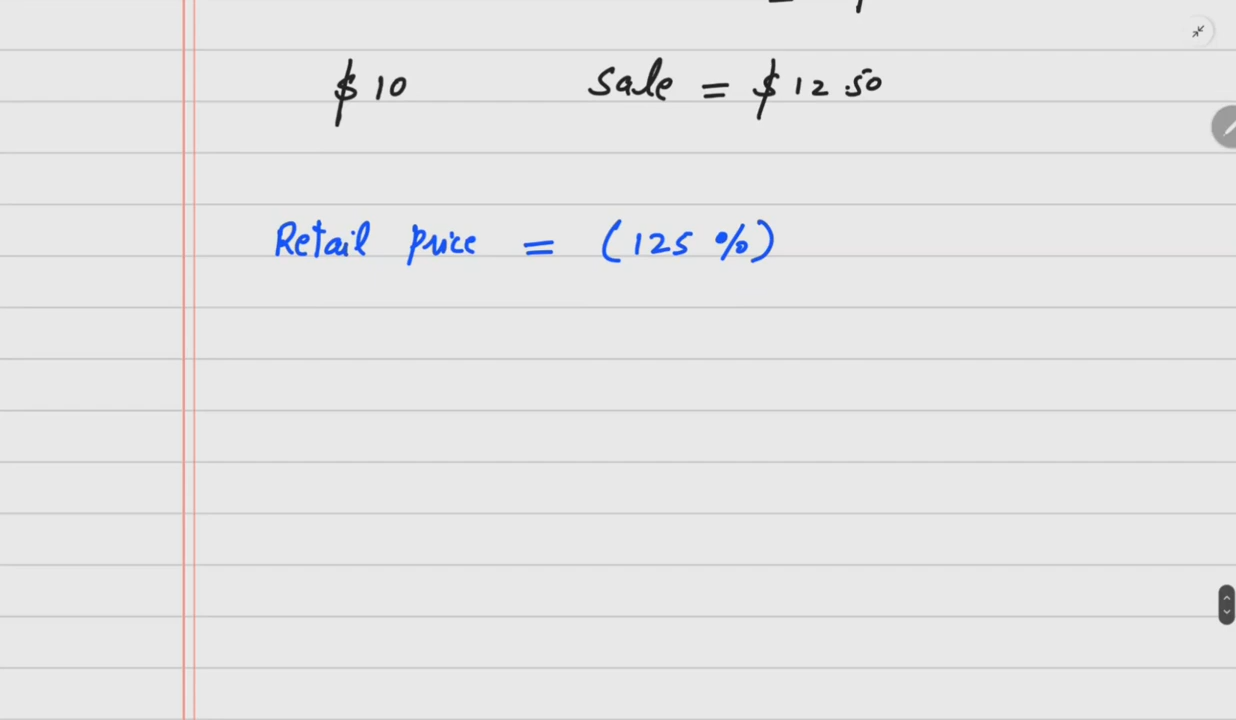 $ 10 Sale = $ 12.50
Retail price = (125 %)